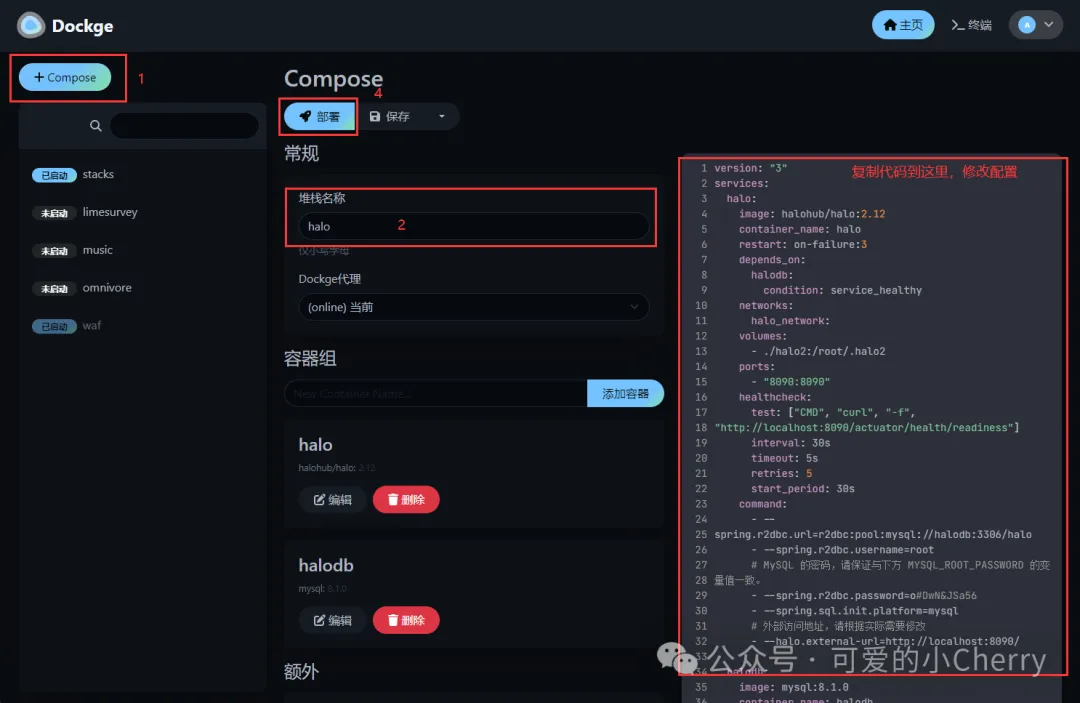 Dockge
主页
终端
A
+ Compose
1
stacks
已启动
limesurvey
未启动
music
未启动
omnivore
未启动
waf
已启动
Compose
4
部署
保存
常规
堆栈名称
halo
2
仅小写字母
Dockge代理
(online) 当前
容器组
New Container Name...
添加容器
halo
halohub/halo: 2.12
编辑
删除
halodb
mysql: 8.1.0
编辑
删除
额外
复制代码到这里，修改配置
1 version: "3"
2 services:
3 halo:
4 image: halohub/halo:2.12
5 container_name: halo
6 restart: on-failure:3
7 depends_on:
8 halodb:
9 condition: service_healthy
10 networks:
11 halo_network:
12 volumes:
13 - ./halo2:/root/.halo2
14 ports:
15 - "8090:8090"
16 healthcheck:
17 test: ["CMD", "curl", "-f",
18 "http://localhost:8090/actuator/health/readiness"]
19 interval: 30s
20 timeout: 5s
21 retries: 5
22 start_period: 30s
23 command:
24 - --
25 spring.r2dbc.url=r2dbc:pool:mysql://halodb:3306/halo
26 - --spring.r2dbc.username=root
27 # MySQL 的密码，请保证与下方 MYSQL_ROOT_PASSWORD 的变
28 量值一致。
29 - --spring.r2dbc.password=o#DwN&JSa56
30 - --spring.sql.init.platform=mysql
31 # 外部访问地址，请根据实际需要修改
32 - --halo.external-url=http://localhost:8090/
33
34 halodb:
35 image: mysql:8.1.0
36 container_name: halodb
公众号 · 可爱的小Cherry